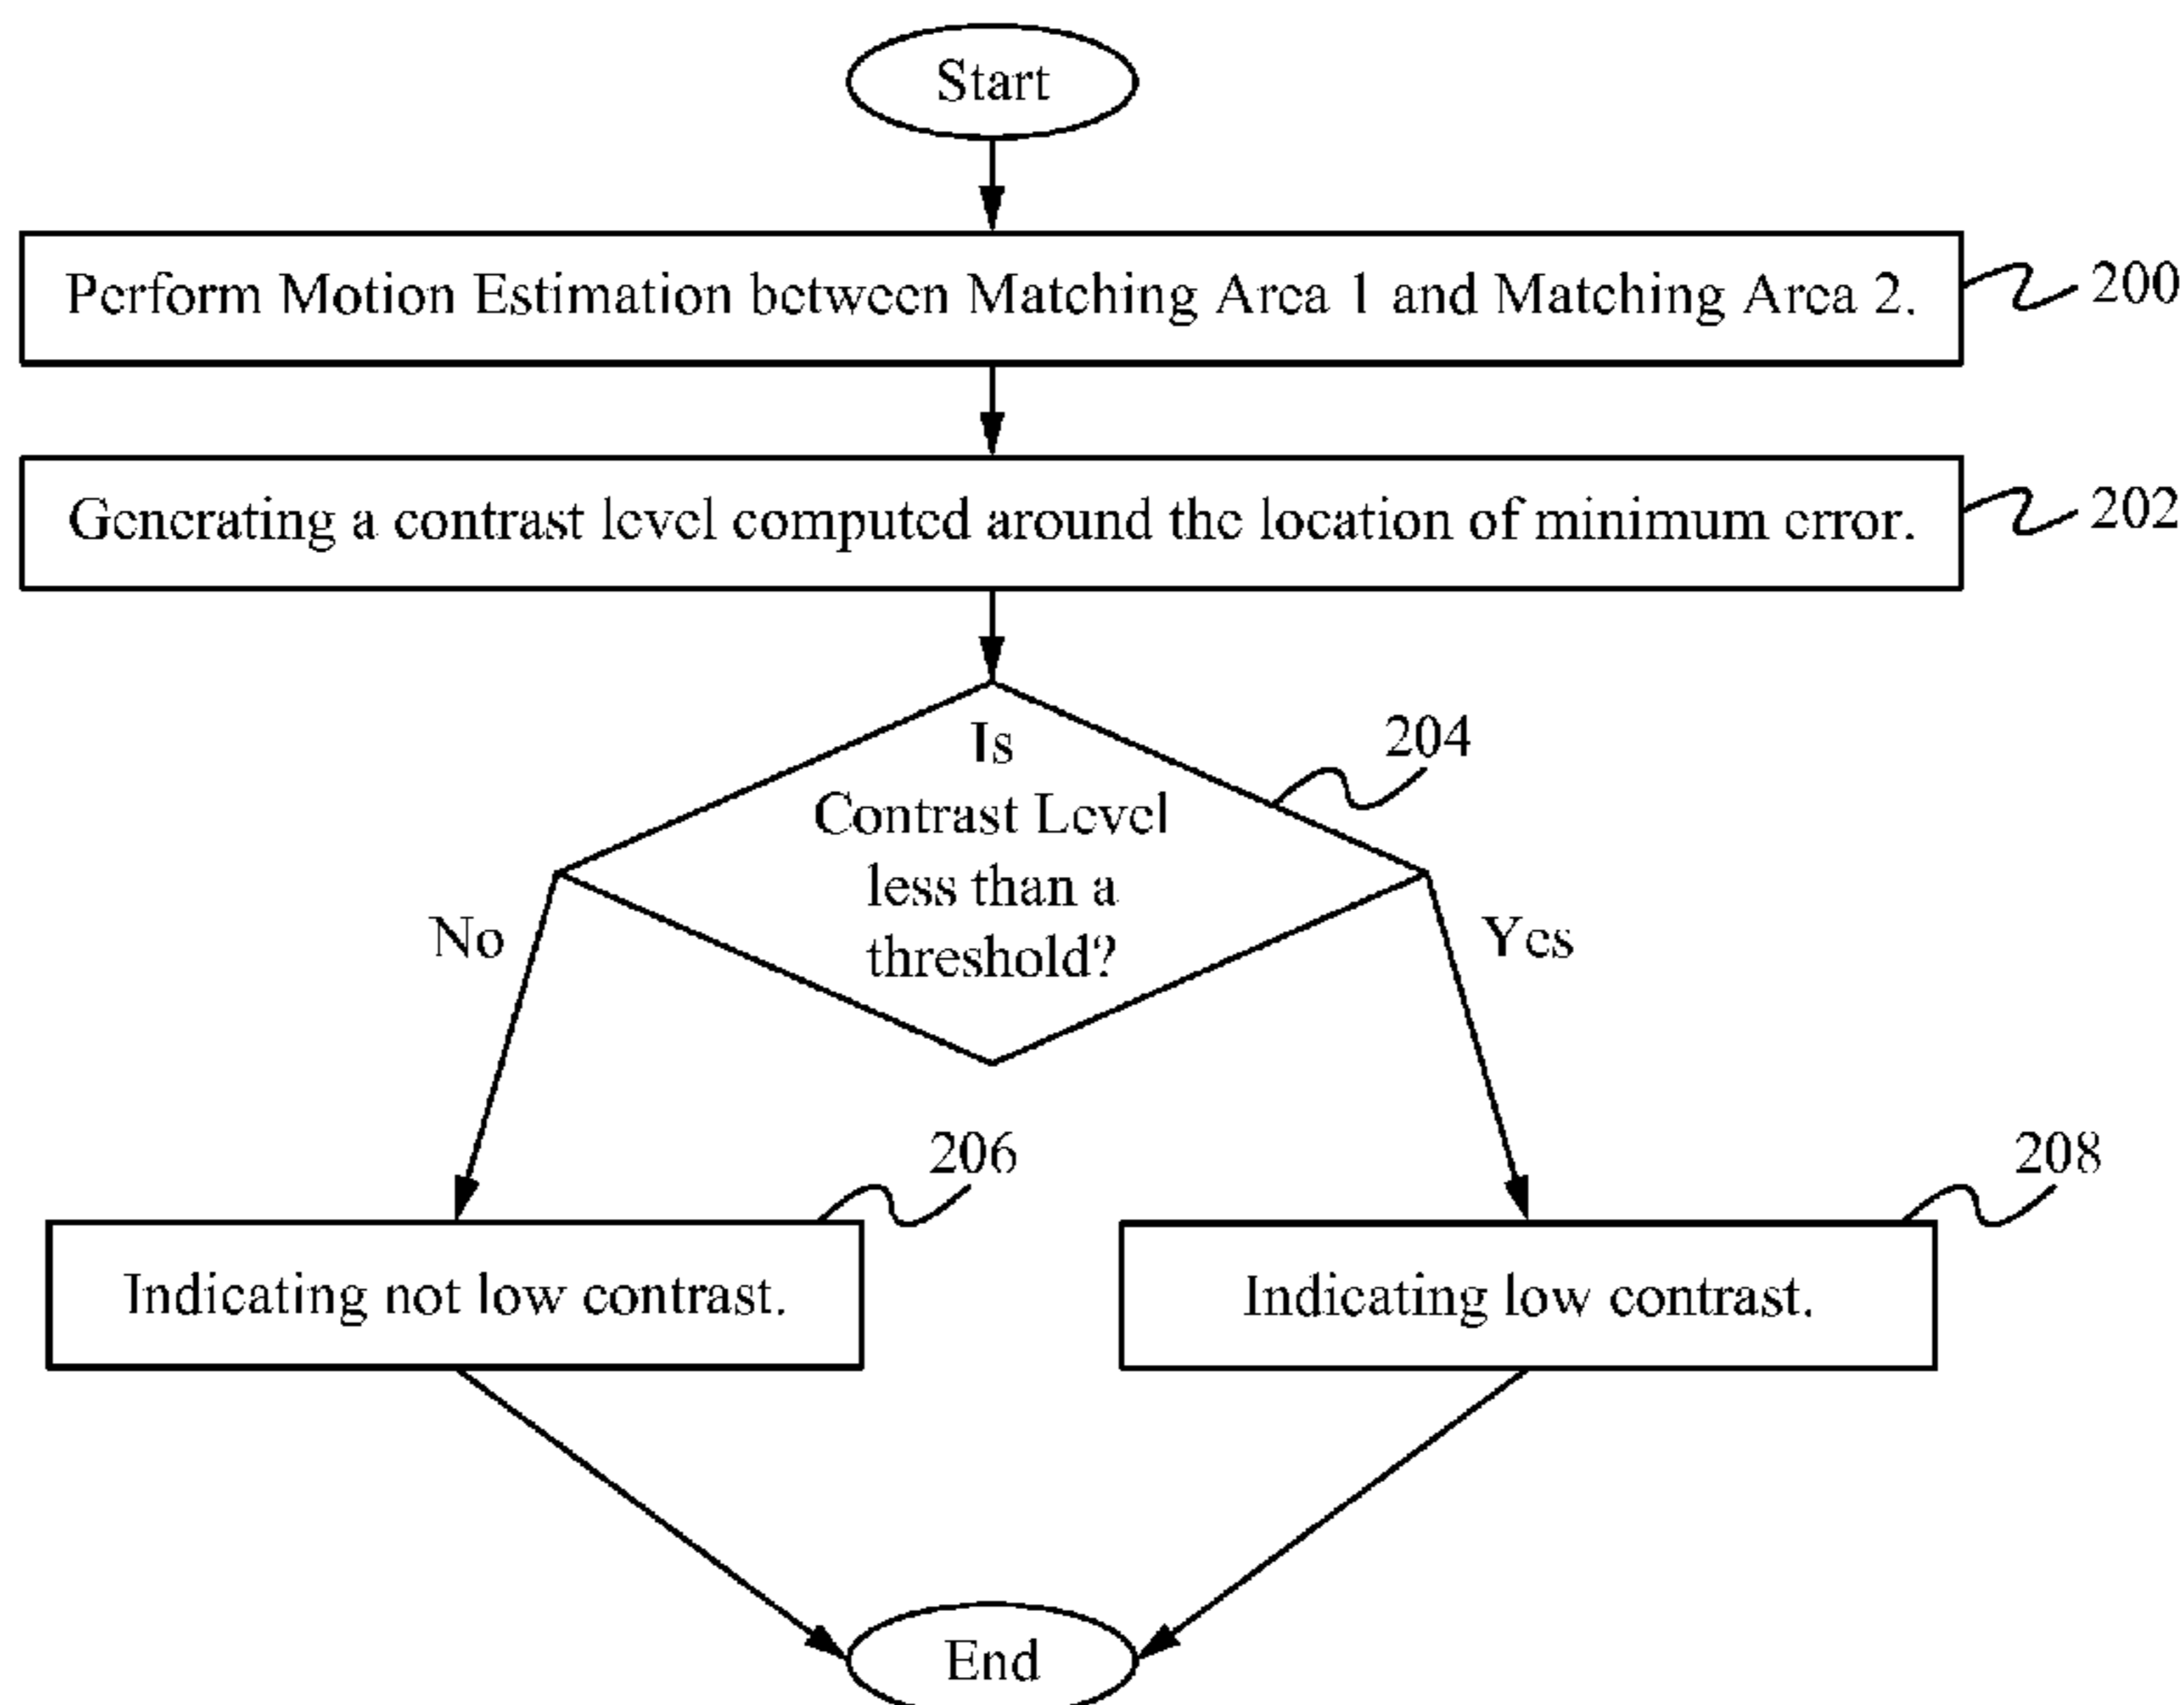 Start
Perform Motion Estimation between Matching Area 1 and Matching Area 2.
200
Generating a contrast level computed around the location of minimum error.
202
Is
Contrast Level
less than a
threshold?
204
No
Yes
206
208
Indicating not low contrast.
Indicating low contrast.
End